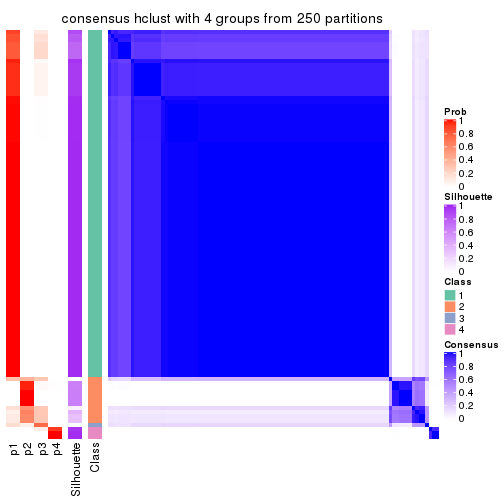 consensus hclust with 4 groups from 250 partitions
Prob
1
0.8
0.6
0.4
0.2
0
Silhouette
1
0.8
0.6
0.4
0.2
0
Class
1
2
3
4
Consensus
1
0.8
0.6
0.4
0.2
0
p1
p2
p3
p4
Silhouette
Class